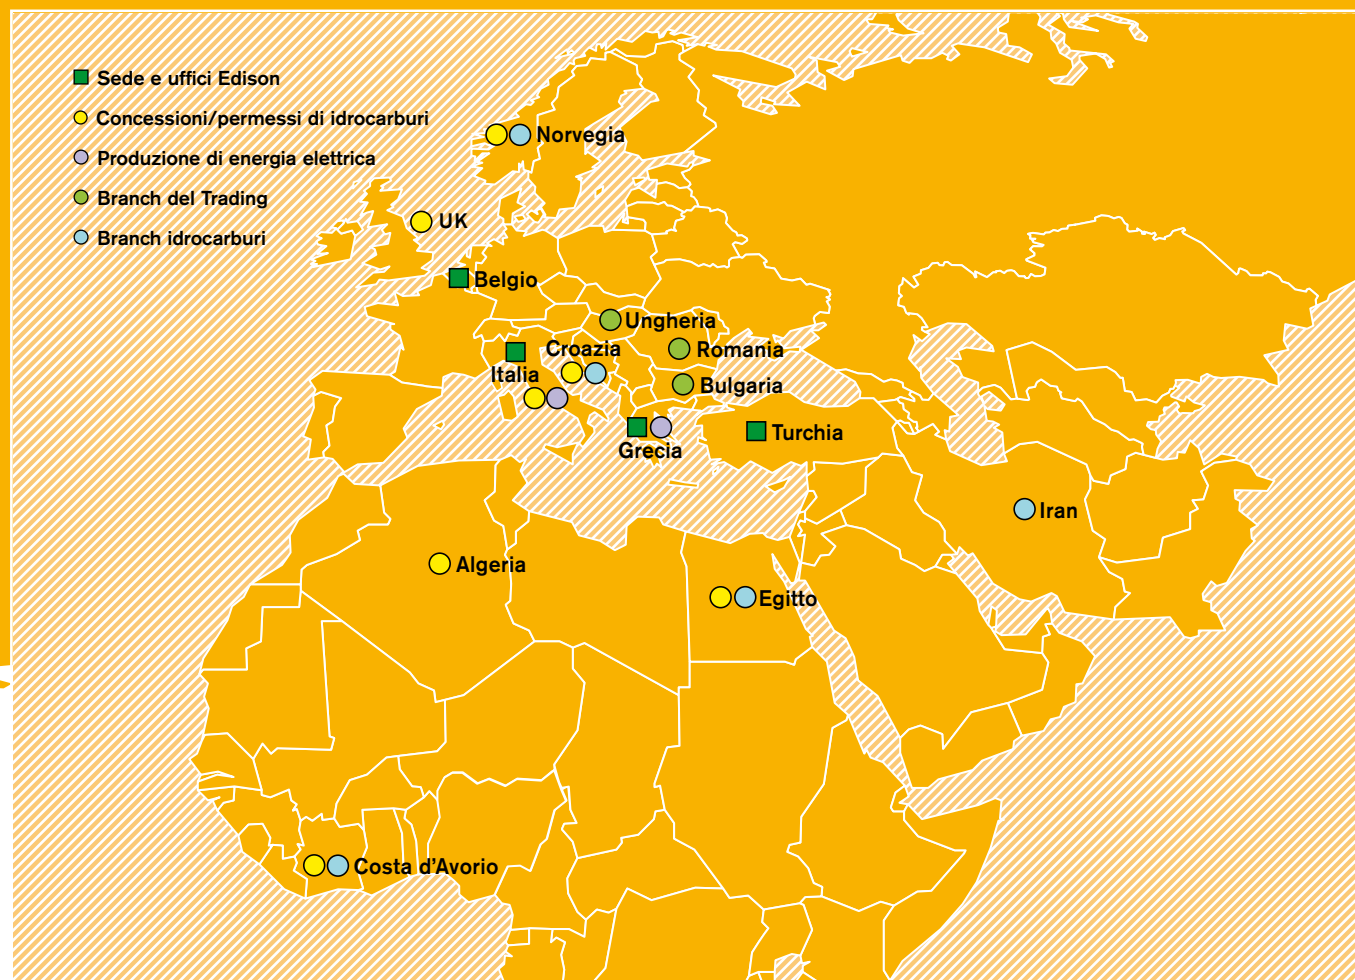 Sede e uffici Edison
Concessioni/permessi di idrocarburi
Produzione di energia elettrica
Branch del Trading
Branch idrocarburi
Norvegia
UK
Belgio
Ungheria
Croazia
Romania
Italia
Bulgaria
Turchia
Grecia
Iran
Algeria
Egitto
Costa d'Avorio